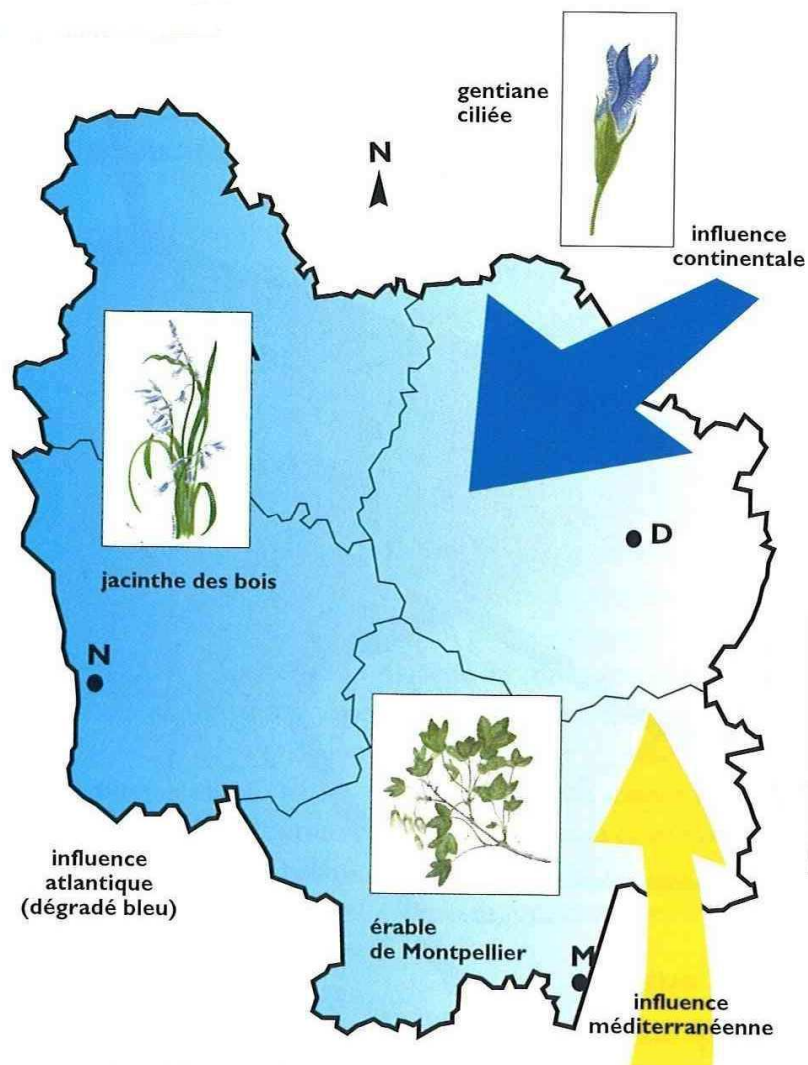 gentiane
ciliée
N
influence
continentale
D
jacinthe des bois
N
influence
atlantique
(dégradé bleu)
érable
de Montpellier
M
influence
méditerranéenne